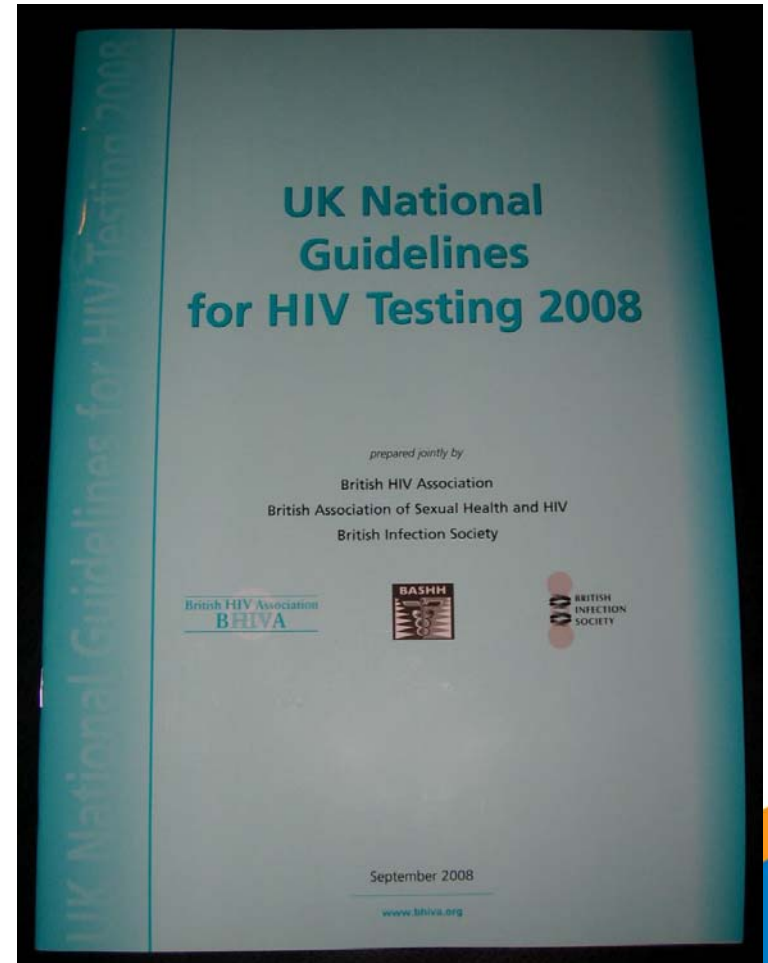 UK National Guidelines for HIV Testing 2008
UK National
Guidelines
for HIV Testing 2008
prepared jointly by
British HIV Association
British Association of Sexual Health and HIV
British Infection Society
British HIV Association
BHIVA
BASHH
BRITISH
INFECTION
SOCIETY
September 2008
www.bhiva.org